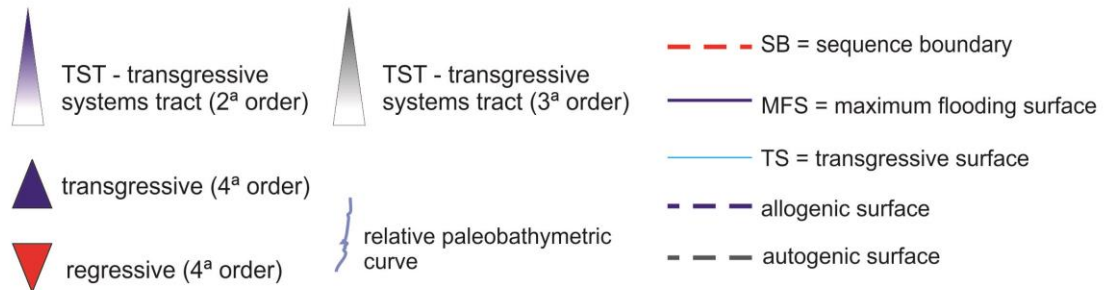 TST - transgressive
systems tract (2ª order)
transgressive (4ª order)
regressive (4ª order)
TST - transgressive
systems tract (3ª order)
relative paleobathymetric
curve
SB = sequence boundary
MFS = maximum flooding surface
TS = transgressive surface
allogenic surface
autogenic surface